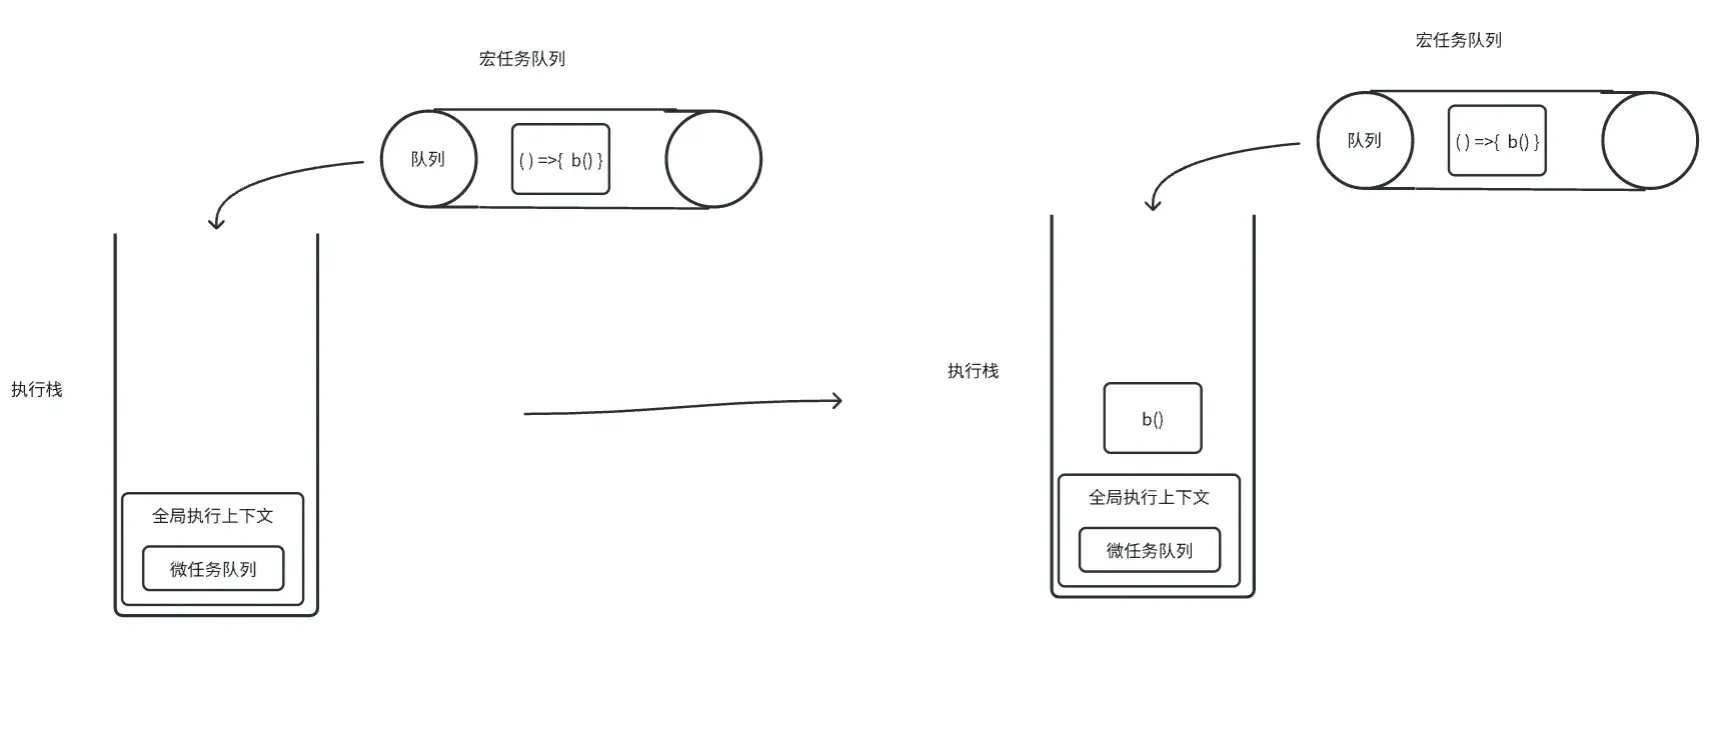 宏任务队列
队列
( ) =>{ b() }
执行栈
全局执行上下文
微任务队列
宏任务队列
队列
( ) =>{ b() }
执行栈
b()
全局执行上下文
微任务队列